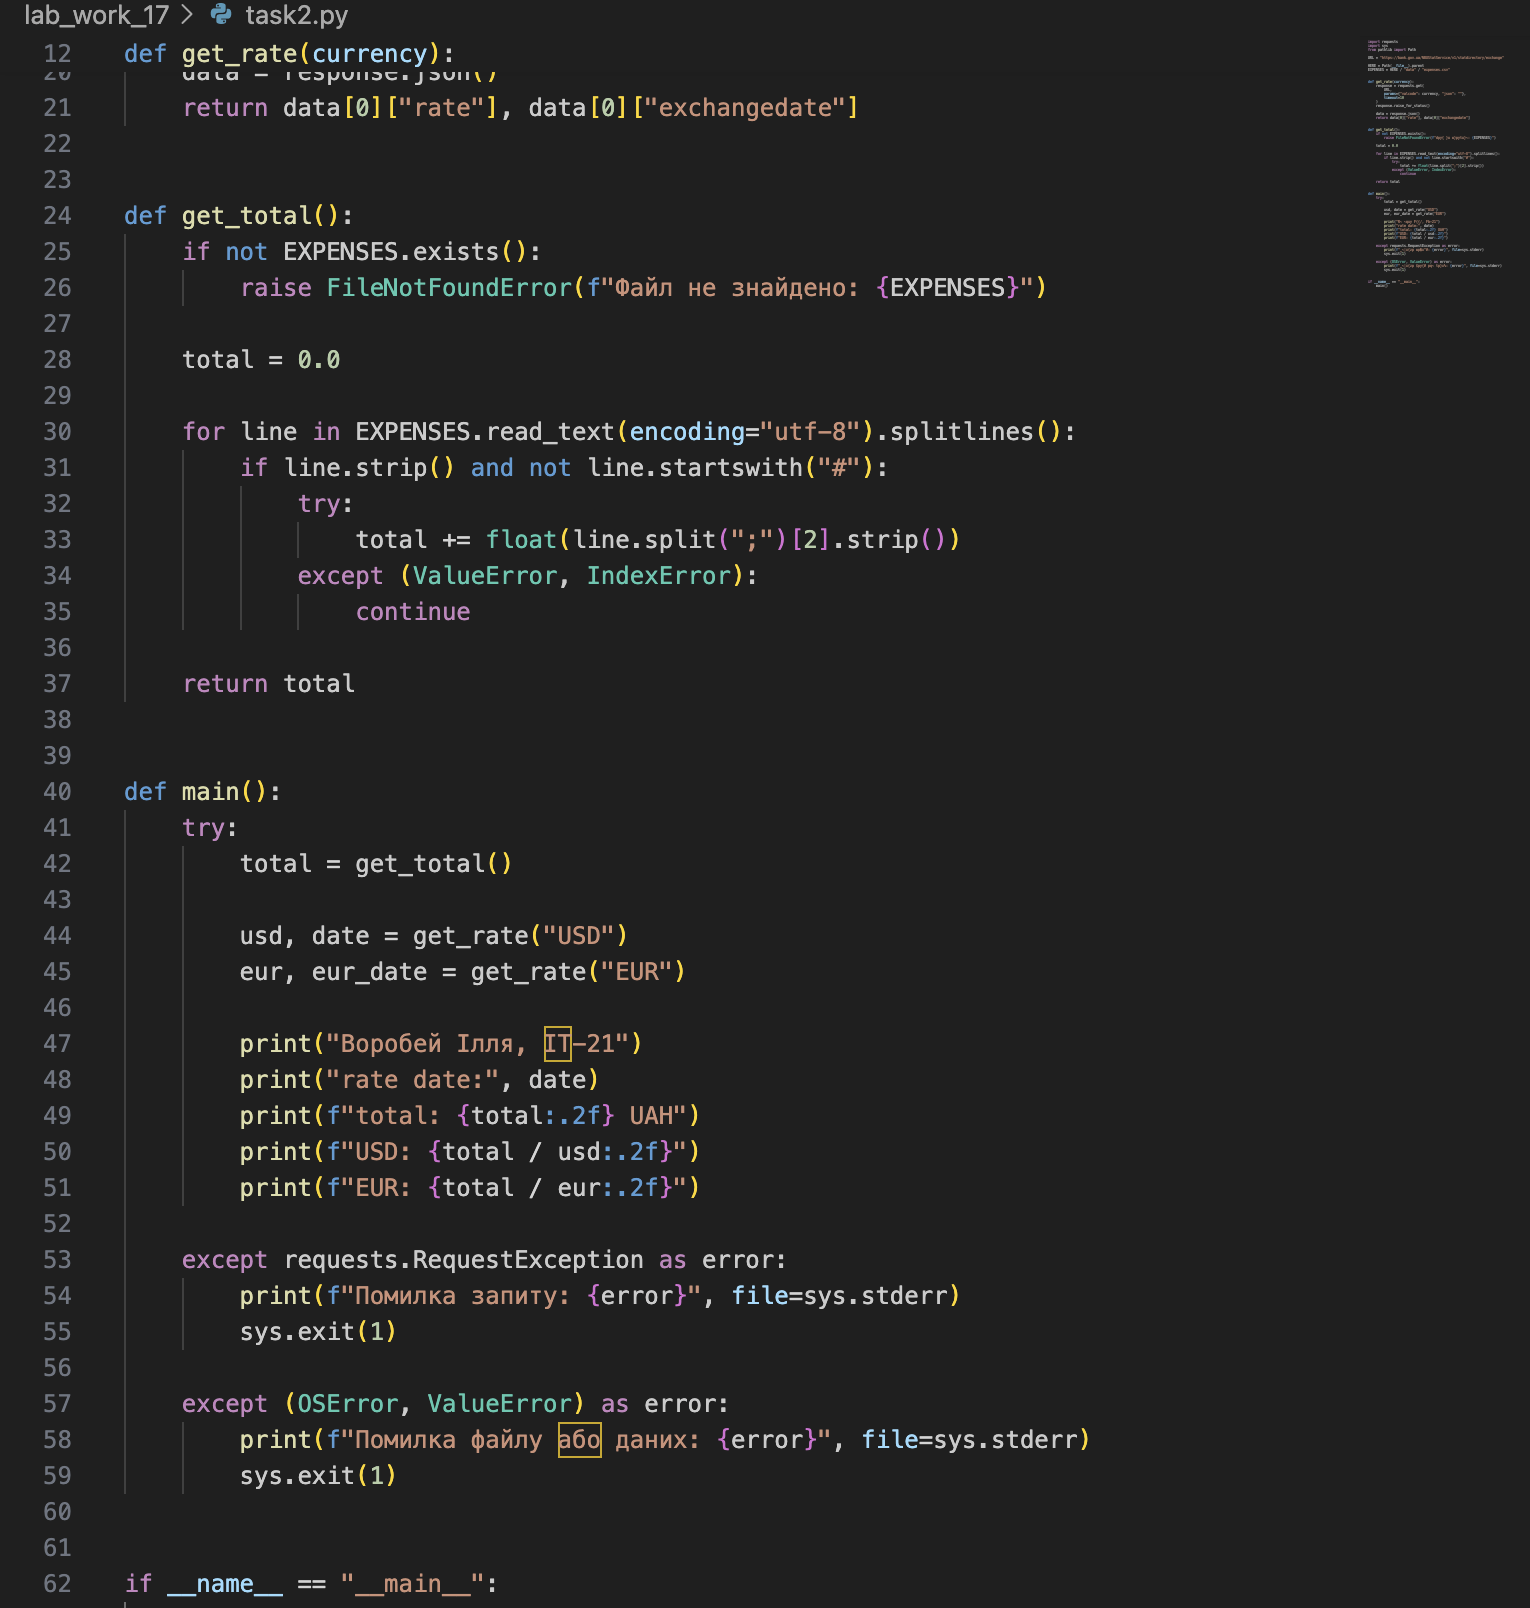 lab_work_17 > task2.py
12 def get_rate(currency):
20 data = response.json()
21 return data[0]["rate"], data[0]["exchangedate"]
22
23
24 def get_total():
25 if not EXPENSES.exists():
26 raise FileNotFoundError(f"Файл не знайдено: {EXPENSES}")
27
28 total = 0.0
29
30 for line in EXPENSES.read_text(encoding="utf-8").splitlines():
31 if line.strip() and not line.startswith("#"):
32 try:
33 total += float(line.split(";")[2].strip())
34 except (ValueError, IndexError):
35 continue
36
37 return total
38
39
40 def main():
41 try:
42 total = get_total()
43
44 usd, date = get_rate("USD")
45 eur, eur_date = get_rate("EUR")
46
47 print("Воробей Ілля, ІТ-21")
48 print("rate date:", date)
49 print(f"total: {total:.2f} UAH")
50 print(f"USD: {total / usd:.2f}")
51 print(f"EUR: {total / eur:.2f}")
52
53 except requests.RequestException as error:
54 print(f"Помилка запиту: {error}", file=sys.stderr)
55 sys.exit(1)
56
57 except (OSError, ValueError) as error:
58 print(f"Помилка файлу або даних: {error}", file=sys.stderr)
59 sys.exit(1)
60
61
62 if __name__ == "__main__":